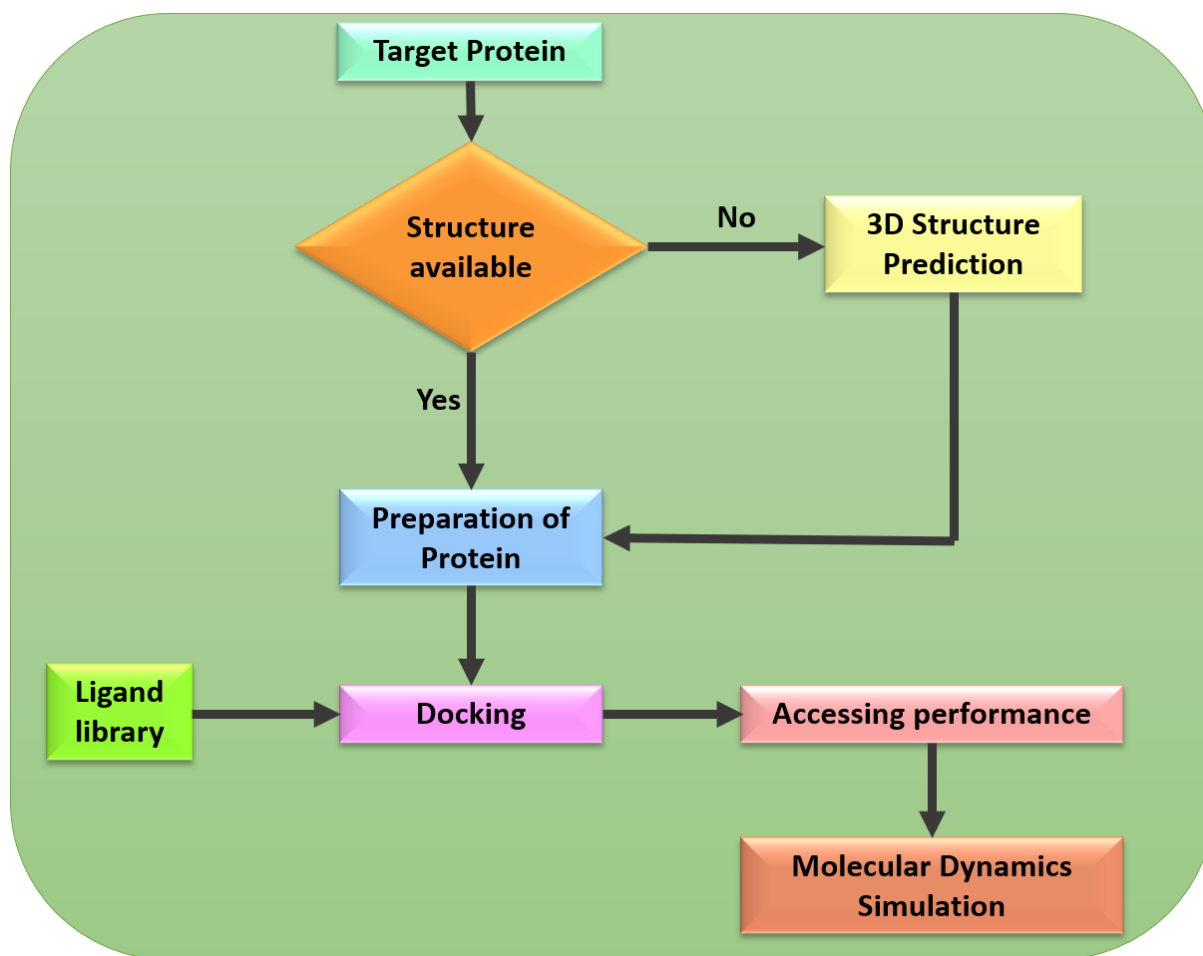 Target Protein
Structure
available
No
3D Structure
Prediction
Yes
Preparation of
Protein
Ligand
library
Docking
Accessing performance
Molecular Dynamics
Simulation